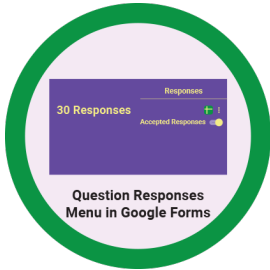 Responses
30 Responses
Accepted Responses
Question Responses
Menu in Google Forms